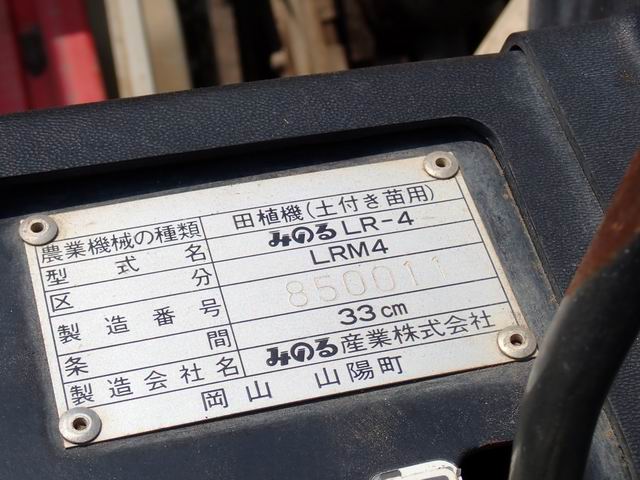 農業機械の種類 田植機(土付き苗用)
型式名 みのる LR-4
区分 LRM4
製造番号 850011
条間 33cm
製造会社名 みのる産業株式会社
岡山 山陽町